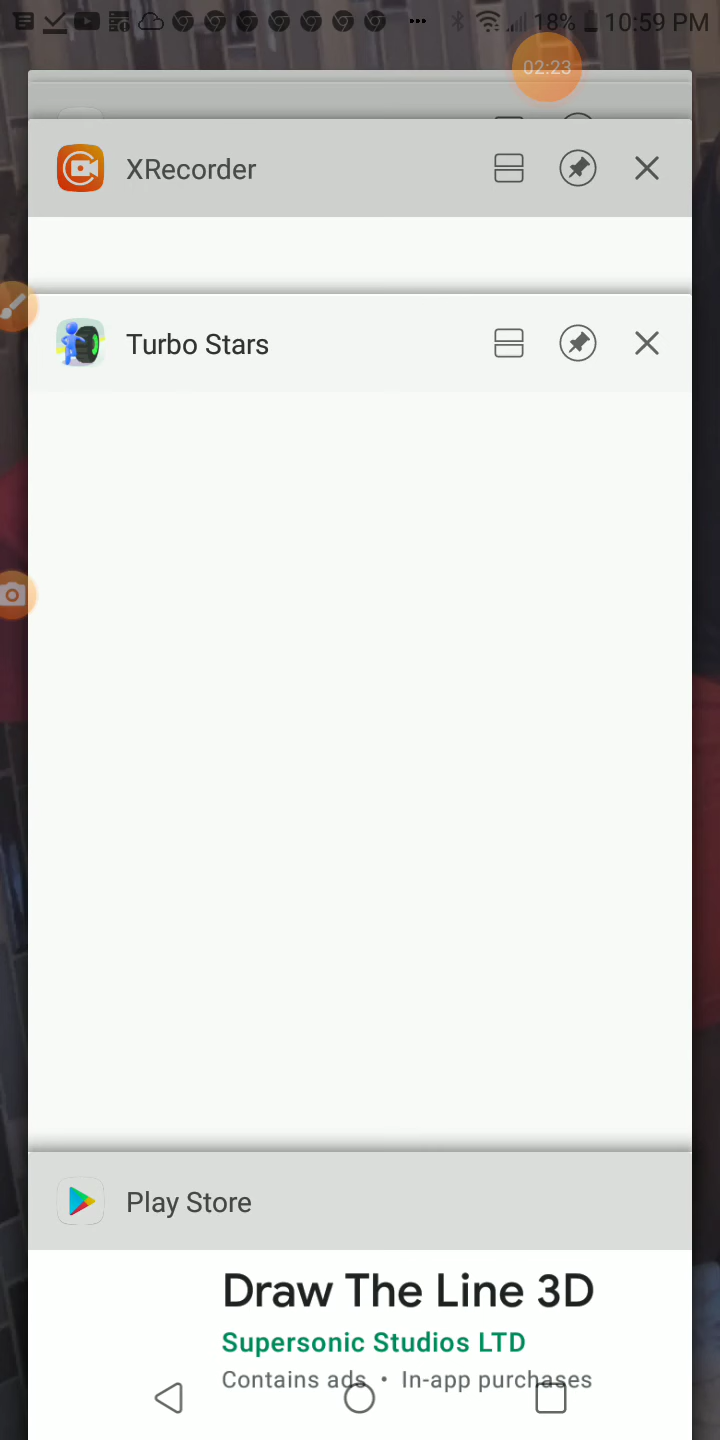 18% 10:59 PM
02:23
XRecorder
Turbo Stars
Play Store
Draw The Line 3D
Supersonic Studios LTD
Contains ads • In-app purchases